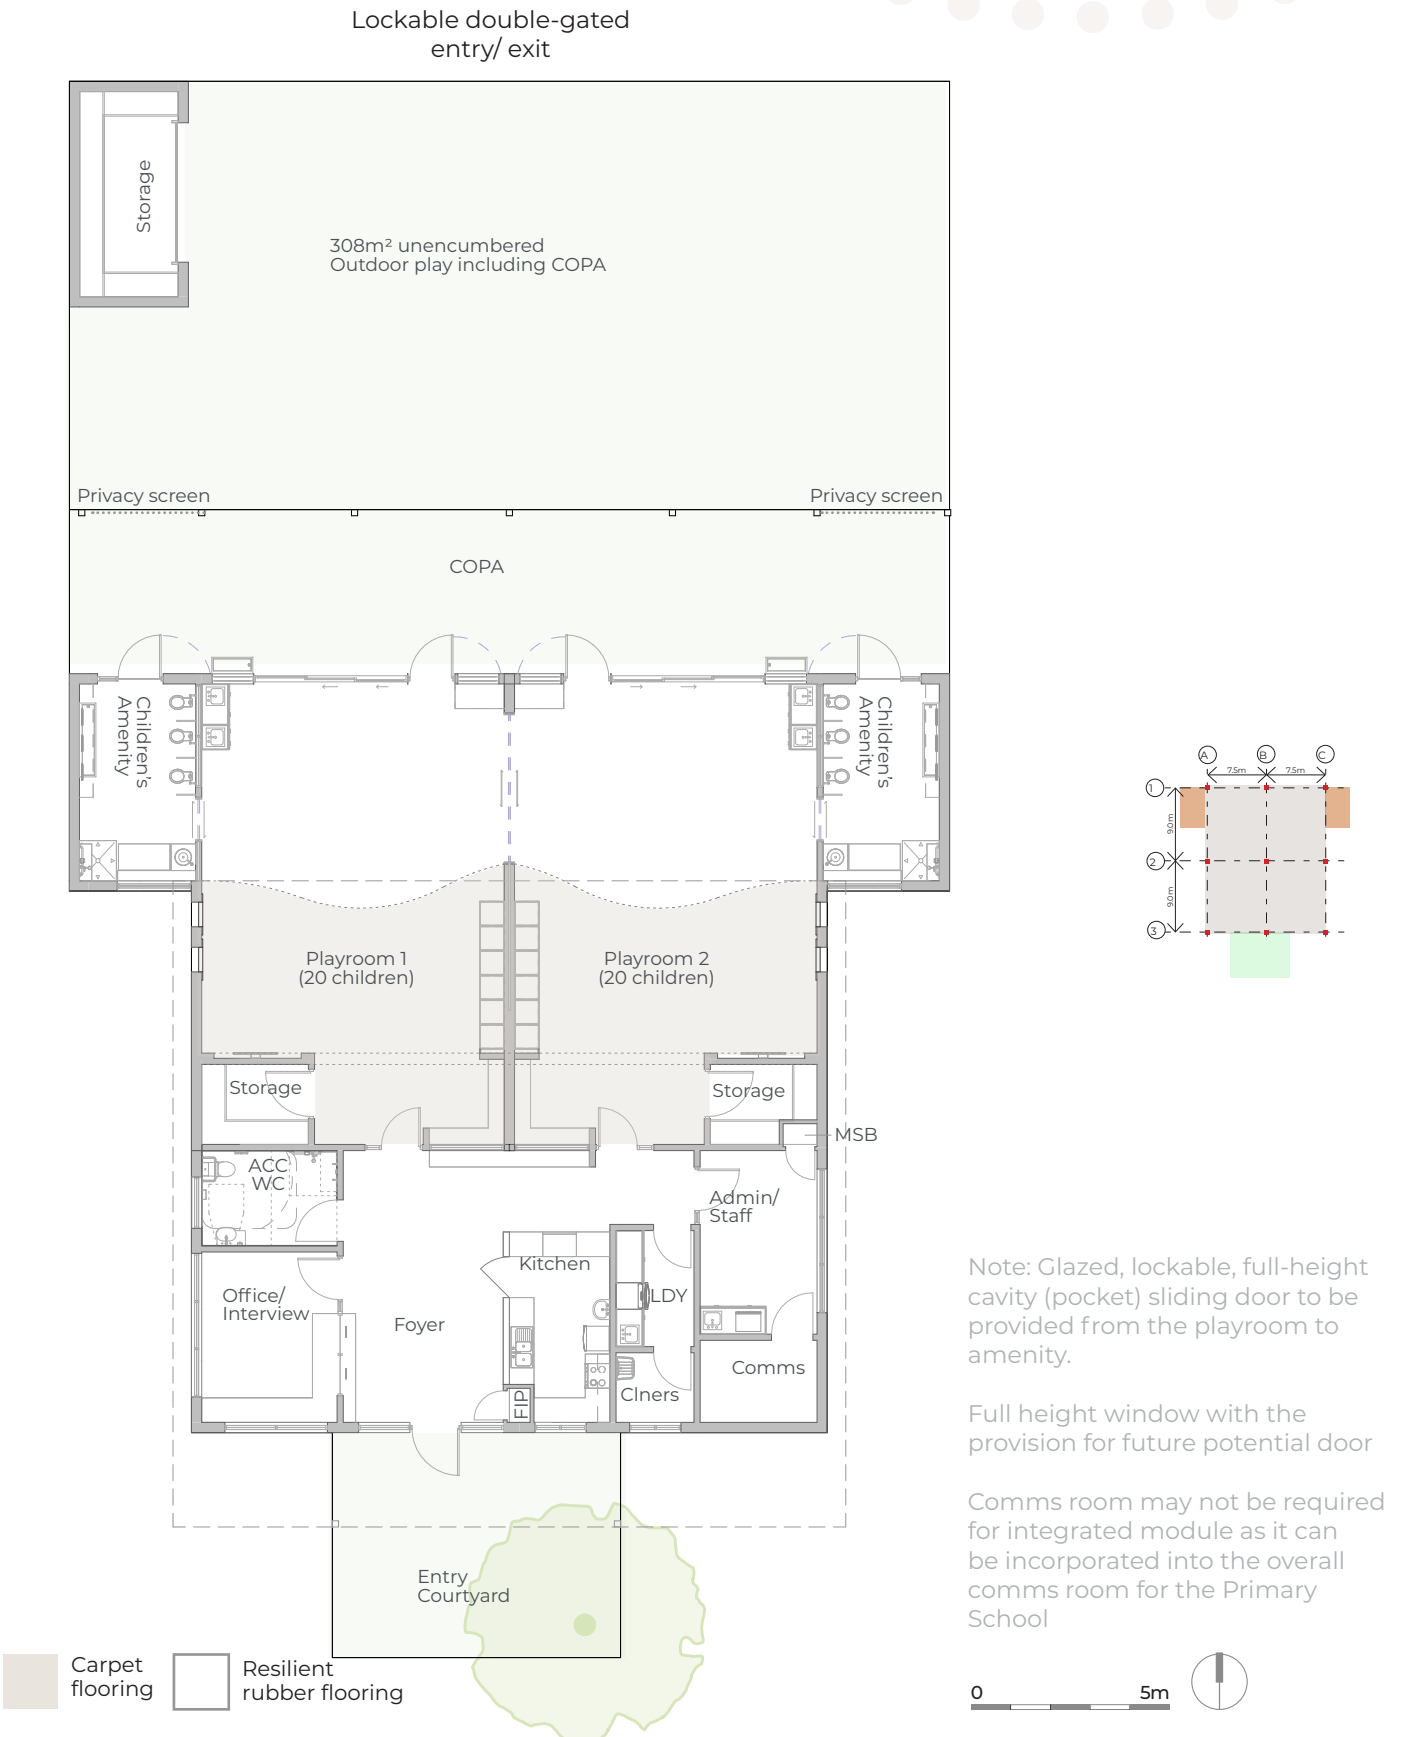 Lockable double-gated
entry/ exit
Storage
308m² unencumbered
Outdoor play including COPA
Privacy screen
Privacy screen
COPA
Children's
Amenity
Children's
Amenity
A
B
C
7.5m
7.5m
1
9.0m
2
9.0m
3
Playroom 1
(20 children)
Playroom 2
(20 children)
Storage
Storage
MSB
ACC
WC
Admin/
Staff
Kitchen
Office/
Interview
LDY
Foyer
Comms
Clners
FIP
Note: Glazed, lockable, full-height
cavity (pocket) sliding door to be
provided from the playroom to
amenity.
Full height window with the
provision for future potential door
Comms room may not be required
for integrated module as it can
be incorporated into the overall
comms room for the Primary
School
Entry
Courtyard
Carpet
flooring
Resilient
rubber flooring
0
5m